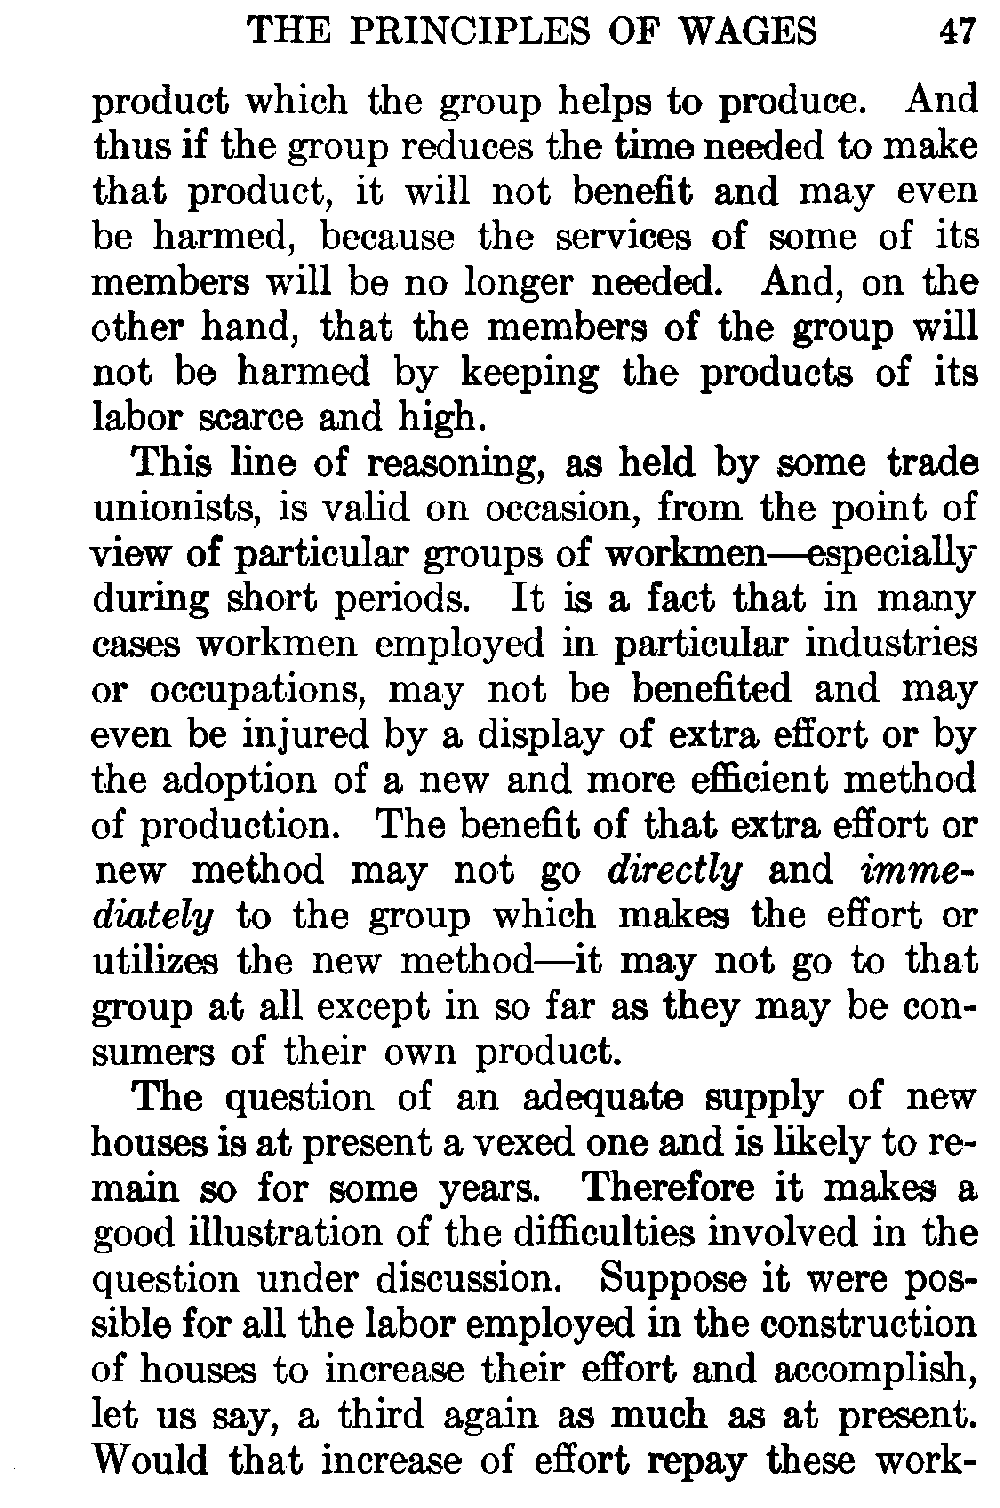 THE PRINCIPLES OF WAGES 47
product which the group helps to produce. And
thus if the group reduces the time needed to make
that product, it will not benefit and may even
be harmed, because the services of some of its
members will be no longer needed. And, on the
other hand, that the members of the group will
not be harmed by keeping the products of its
labor scarce and high.
This line of reasoning, as held by some trade
unionists, is valid on occasion, from the point of
view of particular groups of workmen—especially
during short periods. It is a fact that in many
cases workmen employed in particular industries
or occupations, may not be benefited and may
even be injured by a display of extra effort or by
the adoption of a new and more efficient method
of production. The benefit of that extra effort or
new method may not go directly and imme-
diately to the group which makes the effort or
utilizes the new method—it may not go to that
group at all except in so far as they may be con-
sumers of their own product.
The question of an adequate supply of new
houses is at present a vexed one and is likely to re-
main so for some years. Therefore it makes a
good illustration of the difficulties involved in the
question under discussion. Suppose it were pos-
sible for all the labor employed in the construction
of houses to increase their effort and accomplish,
let us say, a third again as much as at present.
Would that increase of effort repay these work-